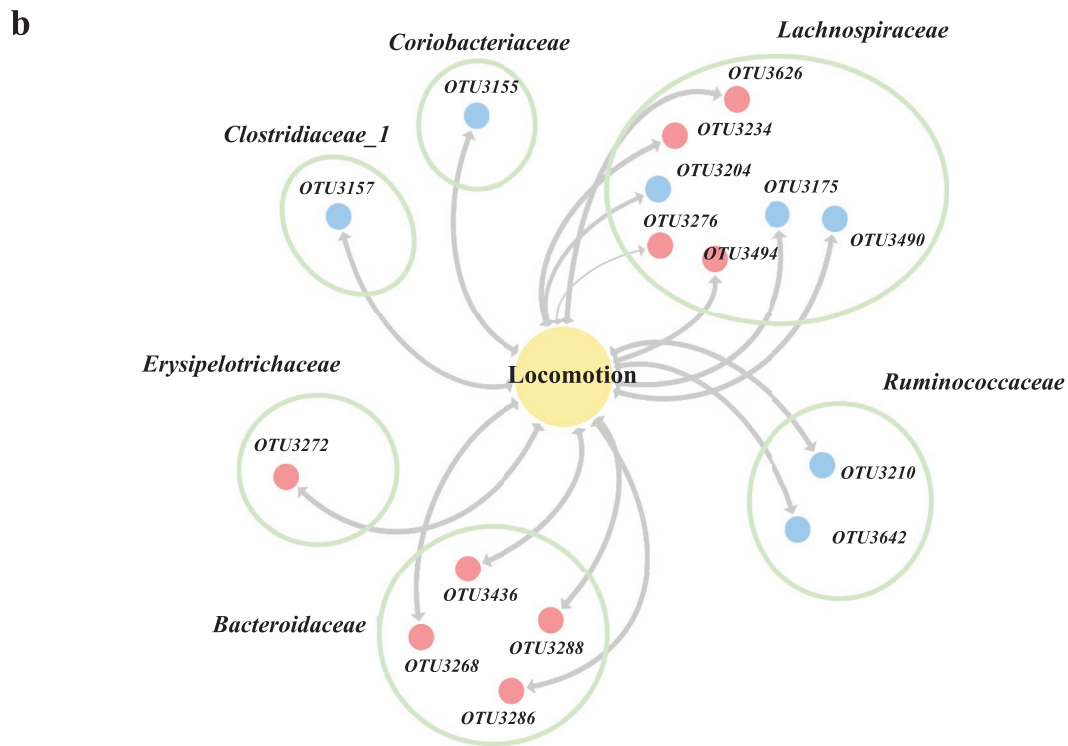 b
Lachnospiraceae
Coriobacteriaceae
OTU3626
OTU3155
OTU3234
Clostridiaceae_1
OTU3204
OTU3157
OTU3175
OTU3276
OTU3490
OTU3494
Erysipelotrichaceae
Locomotion
Ruminococcaceae
OTU3272
OTU3210
OTU3642
OTU3436
Bacteroidaceae
OTU3288
OTU3268
OTU3286